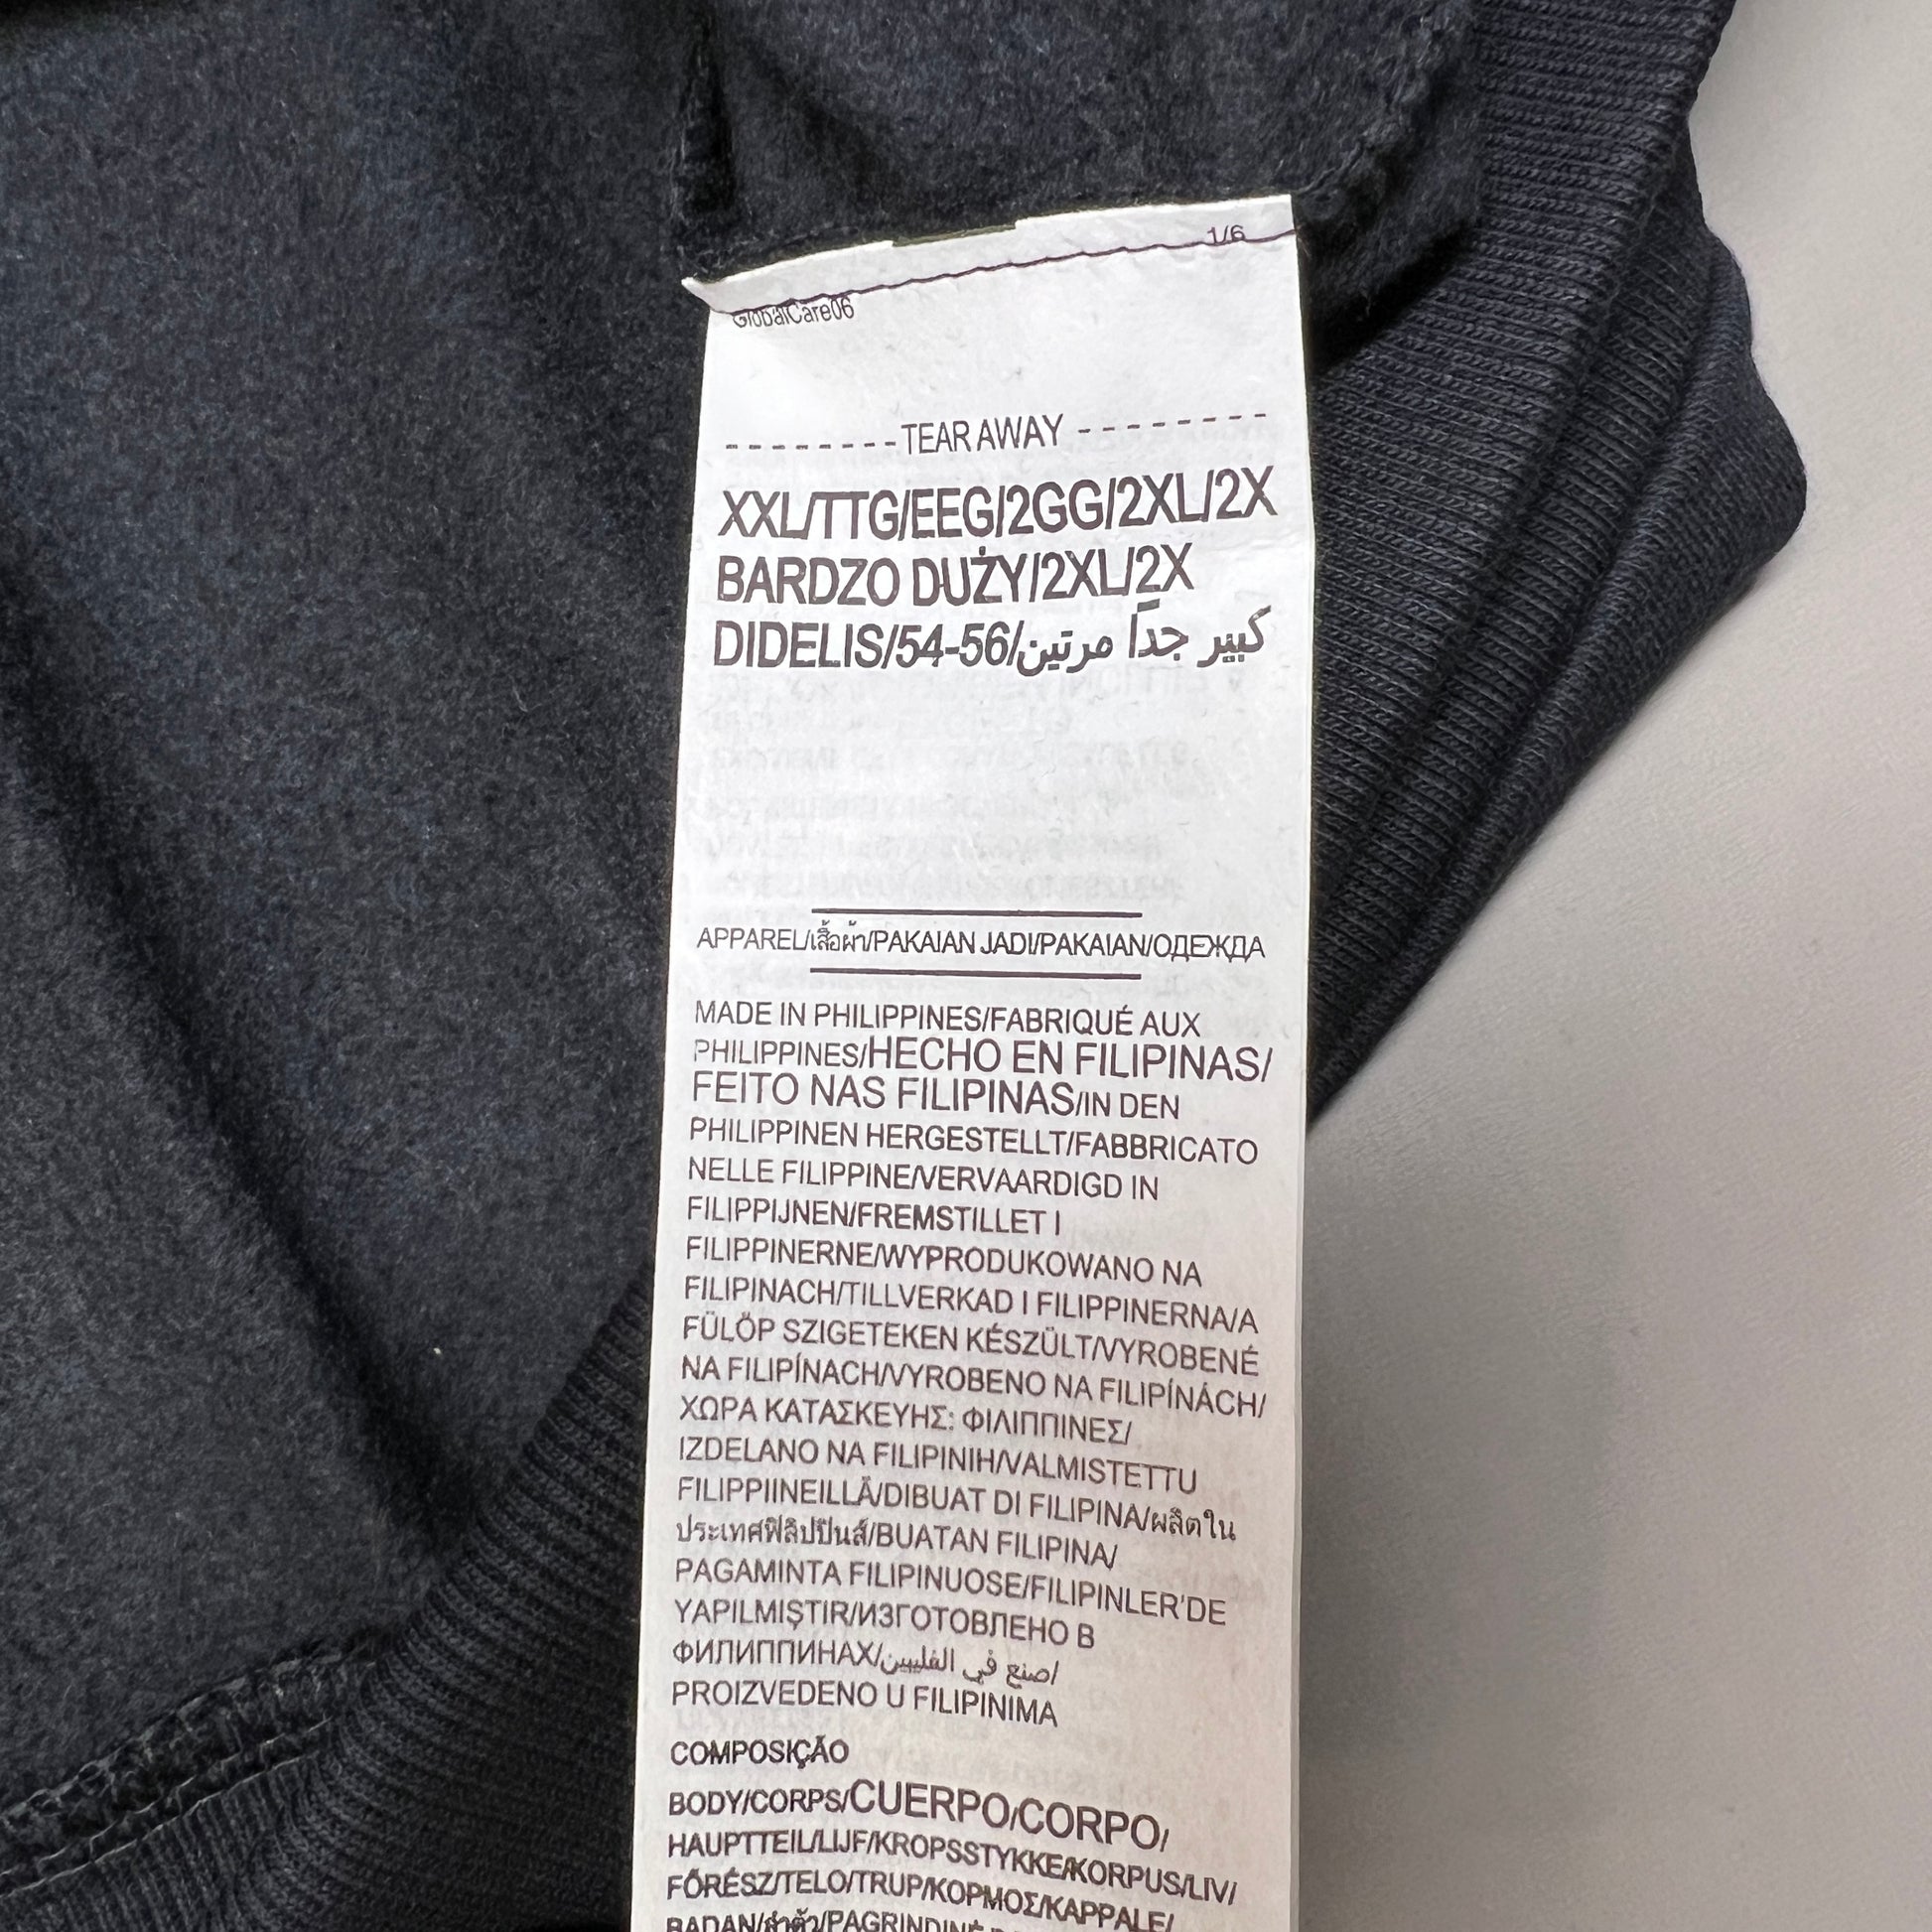 1/6
GlobalCare06
--------TEAR AWAY--------
XXL/TTG/EEG/2GG/2XL/2X
BARDZO DUŻY/2XL/2X
DIDELIS/54-56/كبير جداً مرتين
APPAREL/เสื้อผ้า/PAKAIAN JADI/PAKAIAN/ОДЕЖДА
MADE IN PHILIPPINES/FABRIQUÉ AUX
PHILIPPINES/HECHO EN FILIPINAS/
FEITO NAS FILIPINAS/IN DEN
PHILIPPINEN HERGESTELLT/FABBRICATO
NELLE FILIPPINE/VERVAARDIGD IN
FILIPPIJNEN/FREMSTILLET I
FILIPPINERNE/WYPRODUKOWANO NA
FILIPINACH/TILLVERKAD I FILIPPINERNA/A
FÜLÖP SZIGETEKEN KÉSZÜLT/VYROBENÉ
NA FILIPÍNACH/VYROBENO NA FILIPÍNÁCH/
ΧΩΡΑ ΚΑΤΑΣΚΕΥΗΣ: ΦΙΛΙΠΠΙΝΕΣ/
IZDELANO NA FILIPINIH/VALMISTETTU
FILIPPIINEILLÄ/DIBUAT DI FILIPINA/ผลิตใน
ประเทศฟิลิปปินส์/BUATAN FILIPINA/
PAGAMINTA FILIPINUOSE/FILIPINLER'DE
YAPILMIŞTIR/ИЗГОТОВЛЕНО В
ФИЛИППИНАХ/صنع في الفلبين/
PROIZVEDENO U FILIPINIMA
COMPOSIÇÃO
BODY/CORPS/CUERPO/CORPO/
HAUPTTEIL/LIJF/KROPSSTYKKE/KORPUS/LIV/
FŐRÉSZ/TELO/TRUP/ΚΟΡΜΟΣ/KAPPALE/
BADAN/ลำตัว/PAGRINDINĖ